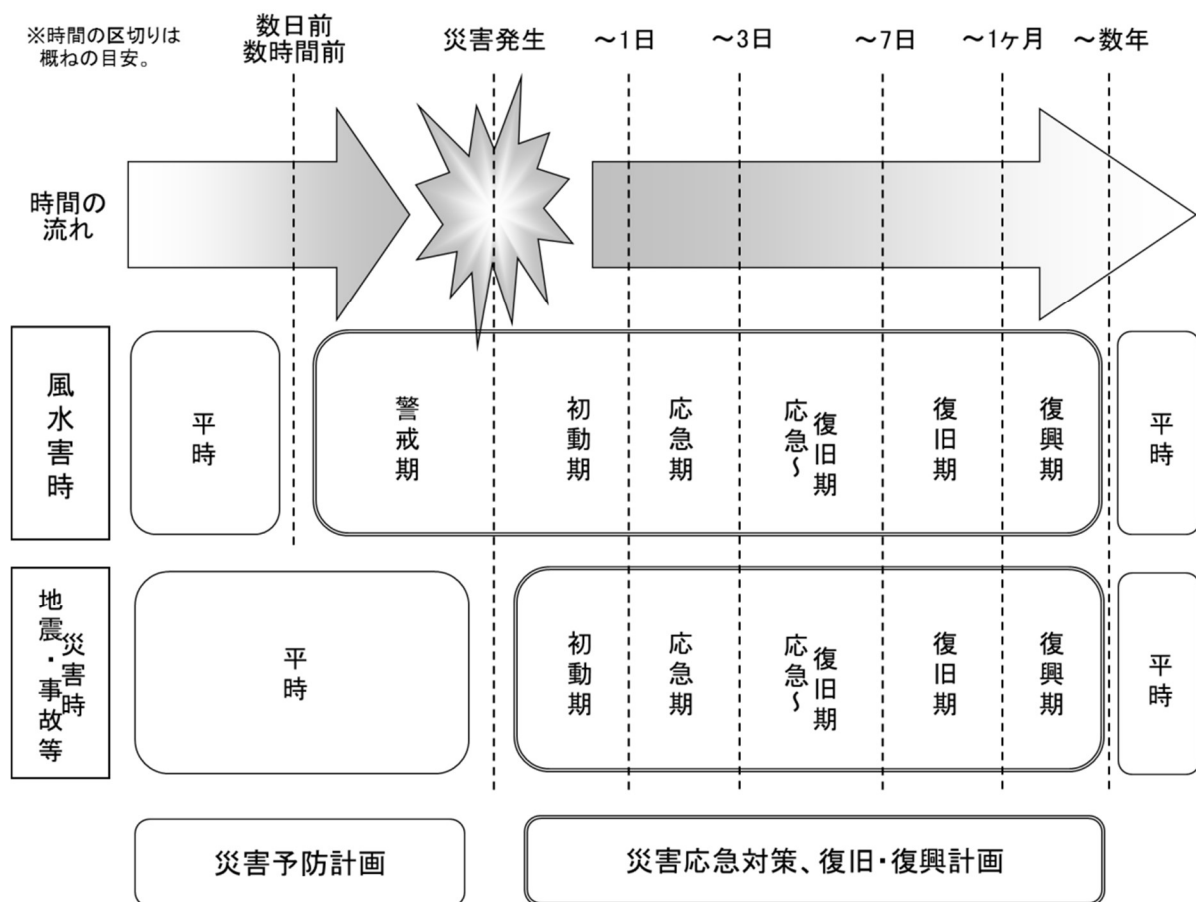 ※時間の区切りは
概ねの目安。
数日前
数時間前
災害発生
～1日
～3日
～7日
～1ヶ月
～数年
時間の
流れ
風水害時
平時
警戒期
初動期
応急期
応急～
復旧期
復旧期
復興期
平時
地震・事故等
災害時
平時
初動期
応急期
応急～
復旧期
復旧期
復興期
平時
災害予防計画
災害応急対策、復旧・復興計画